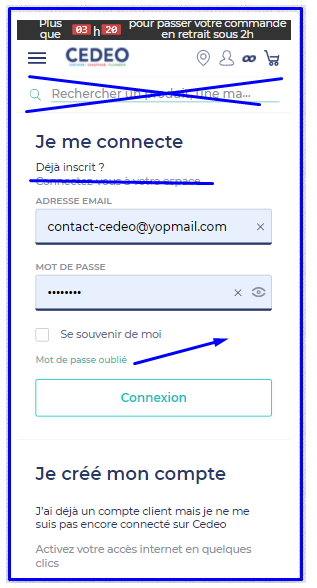 Plus que 03 h 20 pour passer votre commande en retrait sous 2h
CEDEO
SANITAIRE CHAUFFAGE PLOMBERIE
Rechercher un produit, une ma...
Je me connecte
Déjà inscrit ?
Connectez-vous à votre espace
ADRESSE EMAIL
contact-cedeo@yopmail.com
MOT DE PASSE
••••••••
Se souvenir de moi
Mot de passe oublié
Connexion
Je créé mon compte
J'ai déjà un compte client mais je ne me
suis pas encore connecté sur Cedeo
Activez votre accès internet en quelques
clics